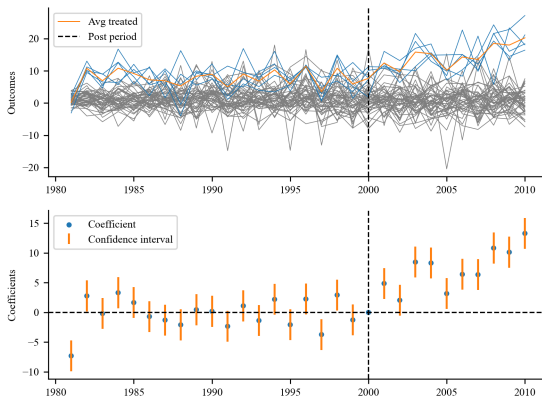 Avg treated
Post period
Outcomes
20
10
0
−10
−20
1980 1985 1990 1995 2000 2005 2010
Coefficient
Confidence interval
Coefficients
15
10
5
0
−5
−10
1980 1985 1990 1995 2000 2005 2010